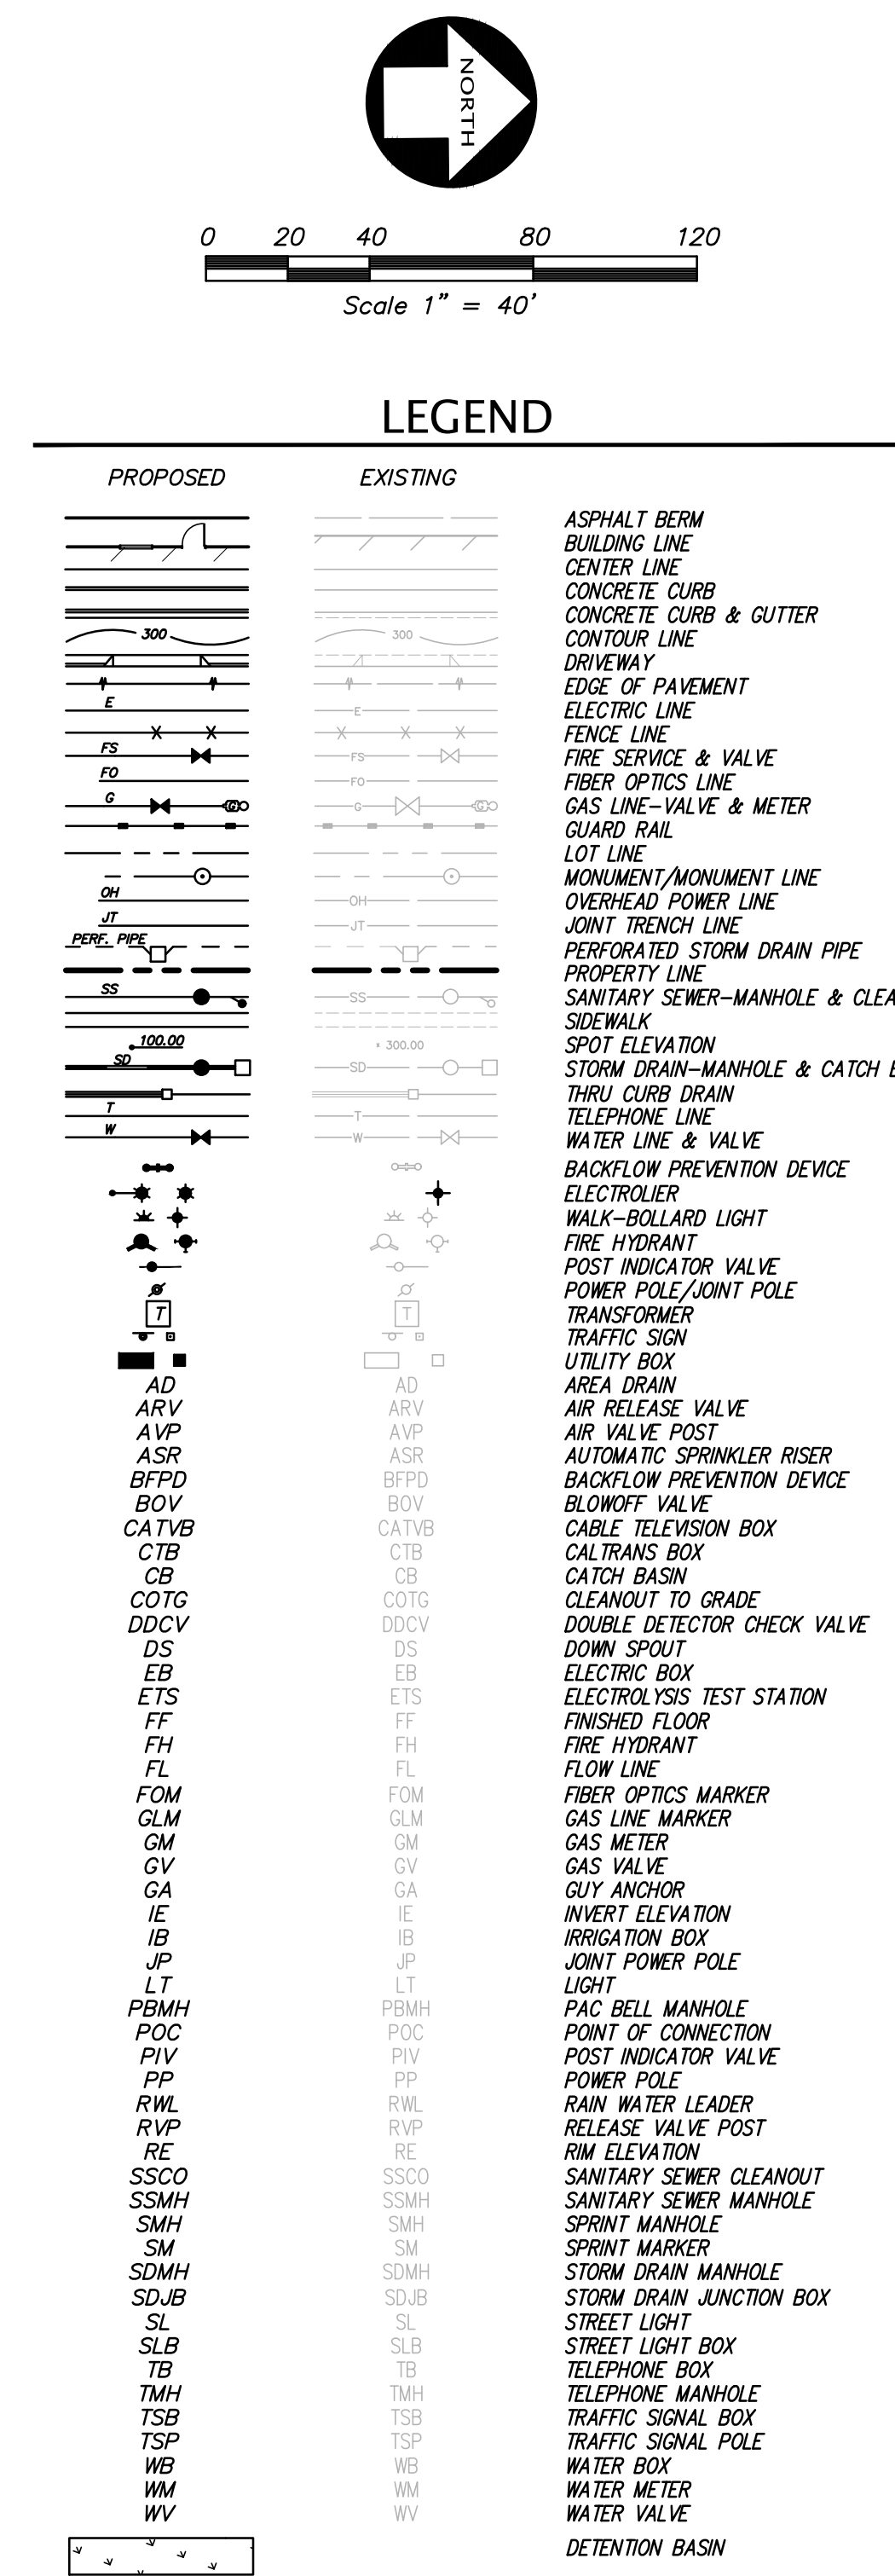 NORTH
0 20 40 80 120
Scale 1" = 40'
LEGEND
PROPOSED EXISTING
ASPHALT BERM
BUILDING LINE
CENTER LINE
CONCRETE CURB
CONCRETE CURB & GUTTER
300 300 CONTOUR LINE
DRIVEWAY
EDGE OF PAVEMENT
E E ELECTRIC LINE
FENCE LINE
FS FS FIRE SERVICE & VALVE
FO FO FIBER OPTICS LINE
G G G G GAS LINE-VALVE & METER
GUARD RAIL
LOT LINE
MONUMENT/MONUMENT LINE
OH OH OVERHEAD POWER LINE
JT JT JOINT TRENCH LINE
PERF. PIPE PERFORATED STORM DRAIN PIPE
PROPERTY LINE
SS SS SANITARY SEWER-MANHOLE & CLEA
SIDEWALK
100.00 300.00 SPOT ELEVATION
SD SD STORM DRAIN-MANHOLE & CATCH B
THRU CURB DRAIN
T T TELEPHONE LINE
W W WATER LINE & VALVE
BACKFLOW PREVENTION DEVICE
ELECTROLIER
WALK-BOLLARD LIGHT
FIRE HYDRANT
POST INDICATOR VALVE
POWER POLE/JOINT POLE
T T TRANSFORMER
TRAFFIC SIGN
UTILITY BOX
AD AD AREA DRAIN
ARV ARV AIR RELEASE VALVE
AVP AVP AIR VALVE POST
ASR ASR AUTOMATIC SPRINKLER RISER
BFPD BFPD BACKFLOW PREVENTION DEVICE
BOV BOV BLOWOFF VALVE
CATVB CATVB CABLE TELEVISION BOX
CTB CTB CALTRANS BOX
CB CB CATCH BASIN
COTG COTG CLEANOUT TO GRADE
DDCV DDCV DOUBLE DETECTOR CHECK VALVE
DS DS DOWN SPOUT
EB EB ELECTRIC BOX
ETS ETS ELECTROLYSIS TEST STATION
FF FF FINISHED FLOOR
FH FH FIRE HYDRANT
FL FL FLOW LINE
FOM FOM FIBER OPTICS MARKER
GLM GLM GAS LINE MARKER
GM GM GAS METER
GV GV GAS VALVE
GA GA GUY ANCHOR
IE IE INVERT ELEVATION
IB IB IRRIGATION BOX
JP JP JOINT POWER POLE
LT LT LIGHT
PBMH PBMH PAC BELL MANHOLE
POC POC POINT OF CONNECTION
PIV PIV POST INDICATOR VALVE
PP PP POWER POLE
RWL RWL RAIN WATER LEADER
RVP RVP RELEASE VALVE POST
RE RE RIM ELEVATION
SSCO SSCO SANITARY SEWER CLEANOUT
SSMH SSMH SANITARY SEWER MANHOLE
SMH SMH SPRINT MANHOLE
SM SM SPRINT MARKER
SDMH SDMH STORM DRAIN MANHOLE
SDJB SDJB STORM DRAIN JUNCTION BOX
SL SL STREET LIGHT
SLB SLB STREET LIGHT BOX
TB TB TELEPHONE BOX
TMH TMH TELEPHONE MANHOLE
TSB TSB TRAFFIC SIGNAL BOX
TSP TSP TRAFFIC SIGNAL POLE
WB WB WATER BOX
WM WM WATER METER
WV WV WATER VALVE
DETENTION BASIN